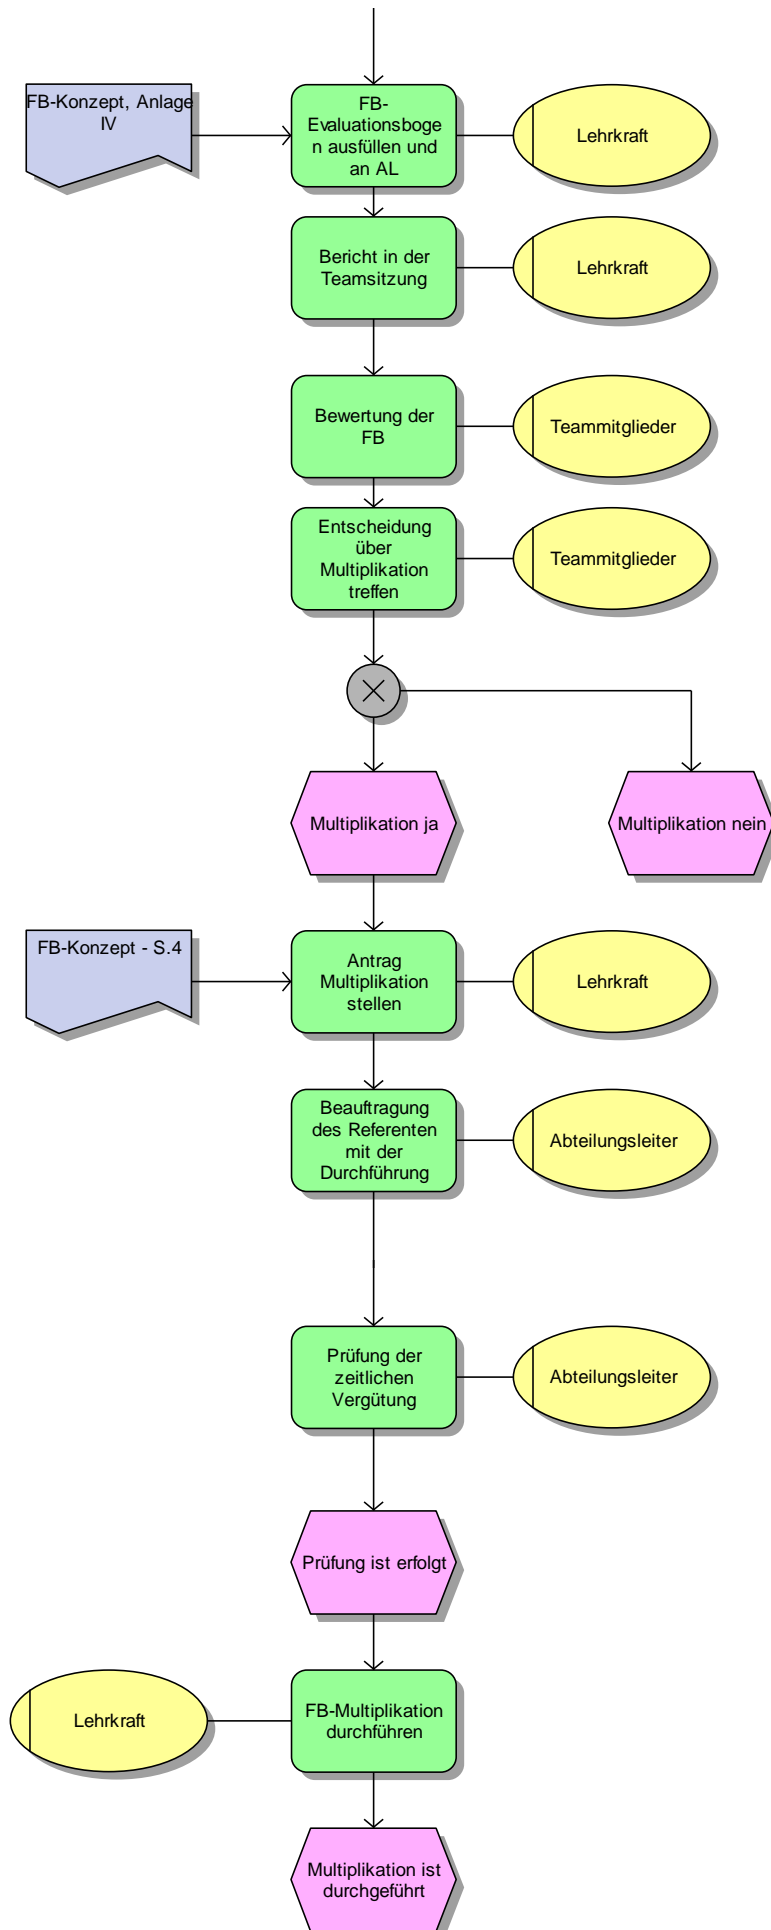 FB-Konzept, Anlage
IV
FB-
Evaluationsboge
n ausfüllen und
an AL
Lehrkraft
Bericht in der
Teamsitzung
Lehrkraft
Bewertung der
FB
Teammitglieder
Entscheidung
über
Multiplikation
treffen
Teammitglieder
Multiplikation ja
Multiplikation nein
FB-Konzept - S.4
Antrag
Multiplikation
stellen
Lehrkraft
Beauftragung
des Referenten
mit der
Durchführung
Abteilungsleiter
Prüfung der
zeitlichen
Vergütung
Abteilungsleiter
Prüfung ist erfolgt
Lehrkraft
FB-Multiplikation
durchführen
Multiplikation ist
durchgeführt